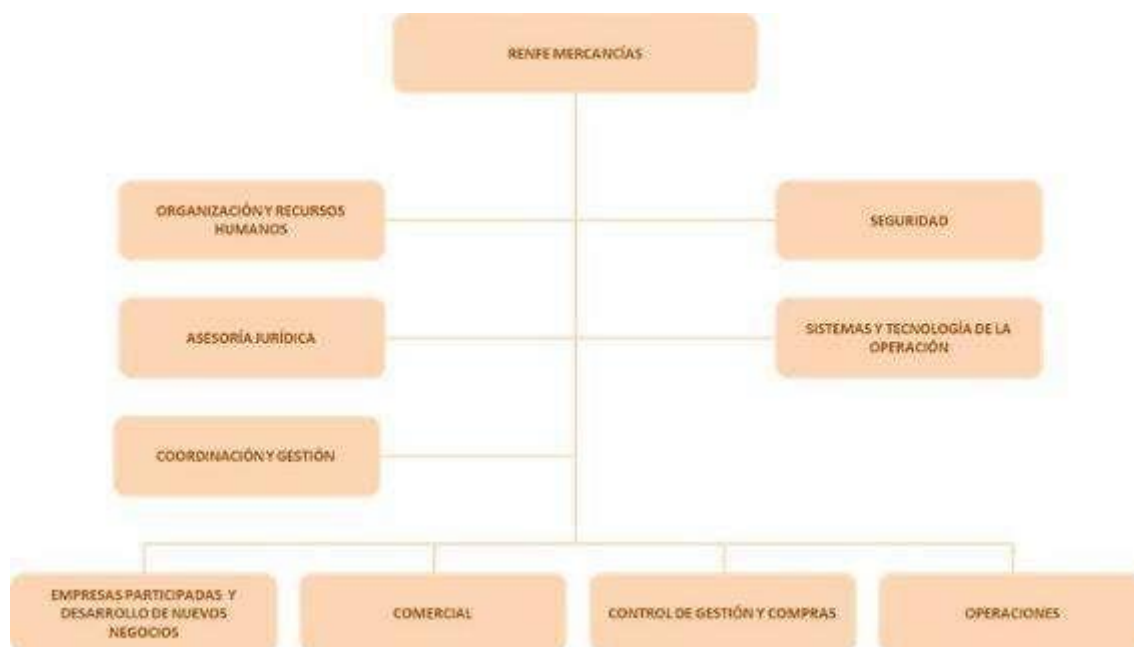 RENFE MERCANCÍAS
ORGANIZACIÓN Y RECURSOS
HUMANOS
SEGURIDAD
ASESORÍA JURÍDICA
SISTEMAS Y TECNOLOGÍA DE LA
OPERACIÓN
COORDINACIÓN Y GESTIÓN
EMPRESAS PARTICIPADAS Y
DESARROLLO DE NUEVOS
NEGOCIOS
COMERCIAL
CONTROL DE GESTIÓN Y COMPRAS
OPERACIONES